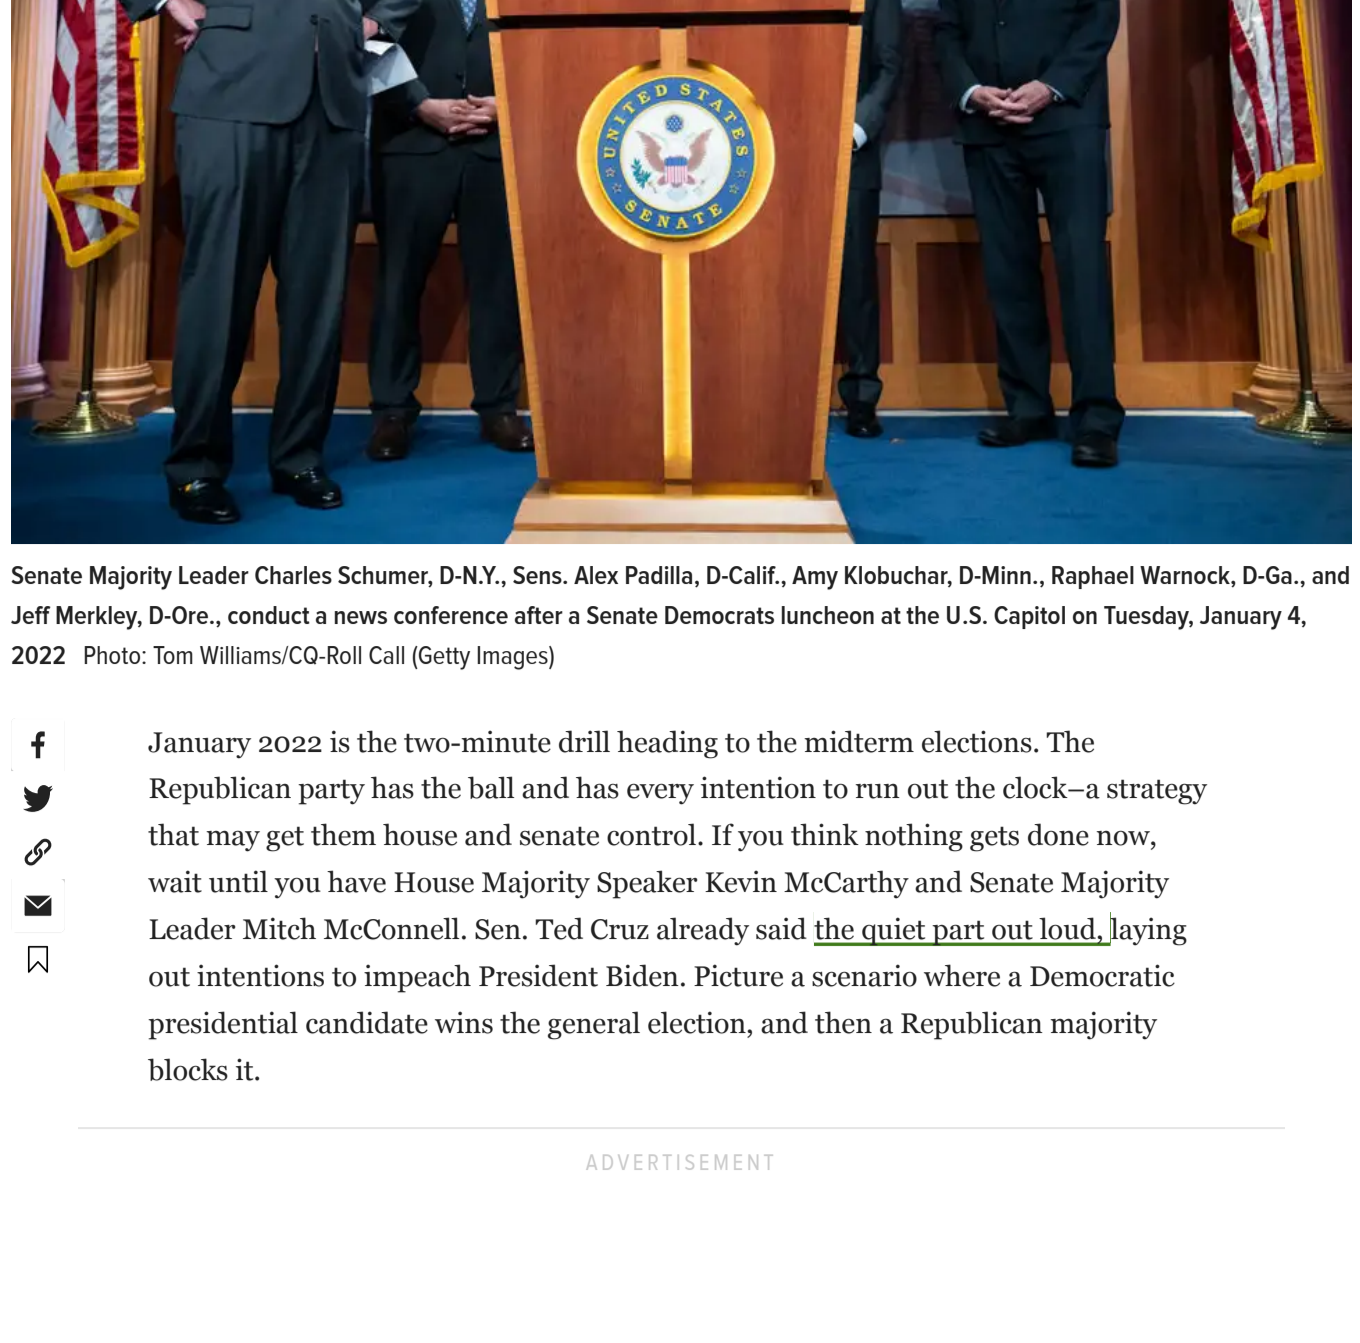 UNITED STATES
SENATE
Senate Majority Leader Charles Schumer, D-N.Y., Sens. Alex Padilla, D-Calif., Amy Klobuchar, D-Minn., Raphael Warnock, D-Ga., and
Jeff Merkley, D-Ore., conduct a news conference after a Senate Democrats luncheon at the U.S. Capitol on Tuesday, January 4,
2022 Photo: Tom Williams/CQ-Roll Call (Getty Images)
January 2022 is the two-minute drill heading to the midterm elections. The
Republican party has the ball and has every intention to run out the clock–a strategy
that may get them house and senate control. If you think nothing gets done now,
wait until you have House Majority Speaker Kevin McCarthy and Senate Majority
Leader Mitch McConnell. Sen. Ted Cruz already said the quiet part out loud, laying
out intentions to impeach President Biden. Picture a scenario where a Democratic
presidential candidate wins the general election, and then a Republican majority
blocks it.
ADVERTISEMENT